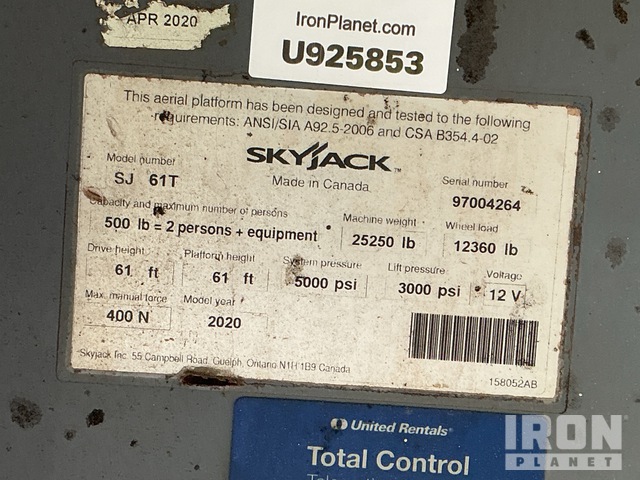 APR 2020
IronPlanet.com
U925853
This aerial platform has been designed and tested to the following
requirements: ANSI/SIA A92.5-2006 and CSA B354.4-02
SKYJACK™
Made in Canada
Model number
SJ 61T
Serial number
97004264
Capacity and maximum number of persons
500 lb = 2 persons + equipment
Machine weight
25250 lb
Wheel load
12360 lb
Drive height
61 ft
Platform height
61 ft
System pressure
5000 psi
Lift pressure
3000 psi
Voltage
12 V
Max. manual force
400 N
Model year
2020
Skyjack Inc. 55 Campbell Road, Guelph, Ontario N1H 1B9 Canada
158052AB
United Rentals®
Total Control
IRON
PLANET